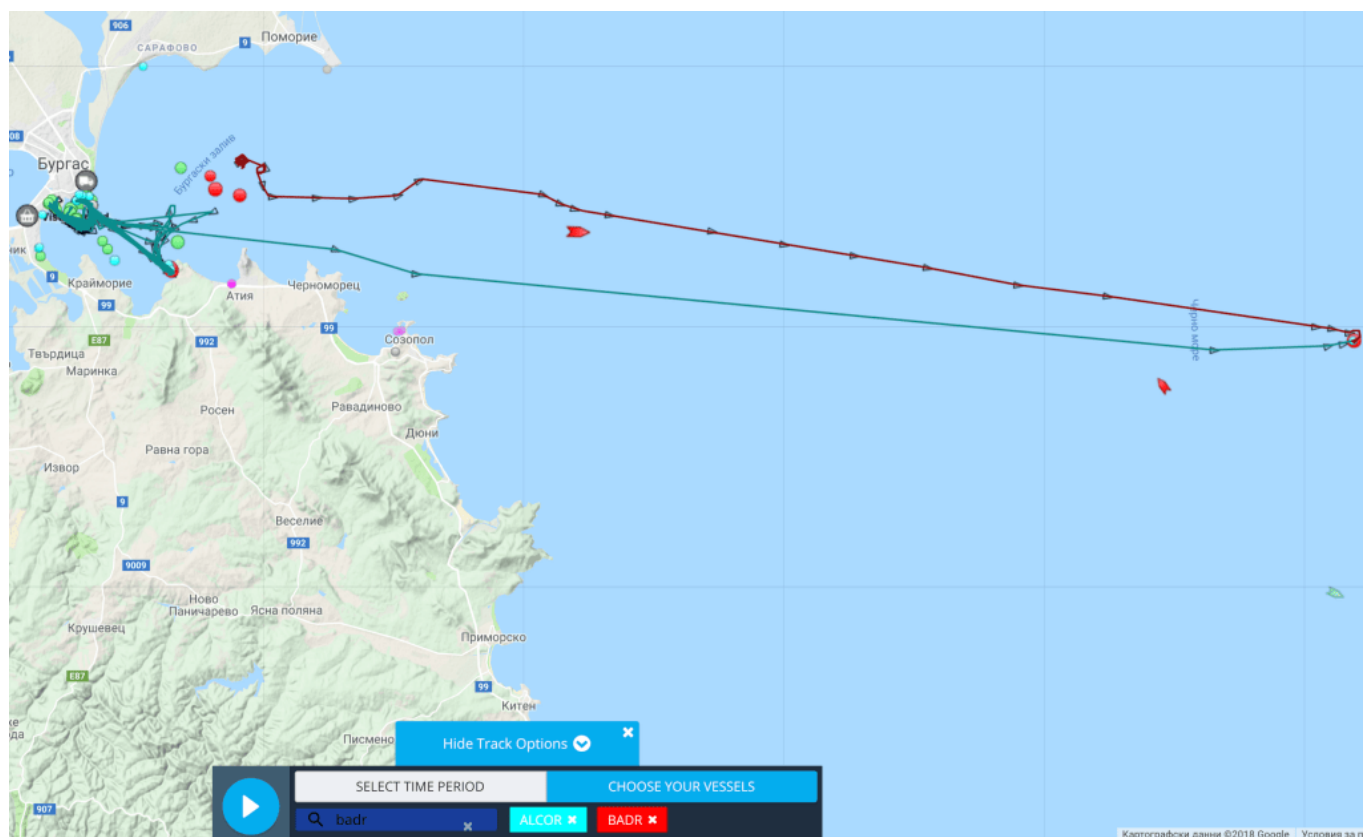 906
САРАФОВО
9
Поморие
Бургас
Бургаски залив
ник
9
Крайморие
99
Атия
Черноморец
E87
992
99
Созопол
Твърдица
Маринка
Росен
Равадиново
Дюни
Равна гора
Извор
9
Веселие
992
9009
Ново
Паничарево
Ясна поляна
Крушевец
Приморско
E87
99
Китен
Писмено
907
Черно море
Hide Track Options
SELECT TIME PERIOD
CHOOSE YOUR VESSELS
badr
ALCOR
BADR
Картографски данни ©2018 Google
Условия за